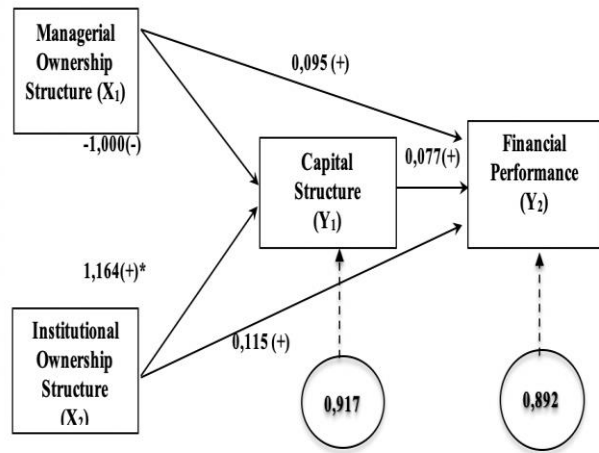 Managerial
Ownership
Structure (X₁)
0,095 (+)
-1,000(-)
Capital
Structure
(Y₁)
0,077(+)
Financial
Performance
(Y₂)
1,164(+)*
Institutional
Ownership
Structure
(X₂)
0,115 (+)
0,917
0,892